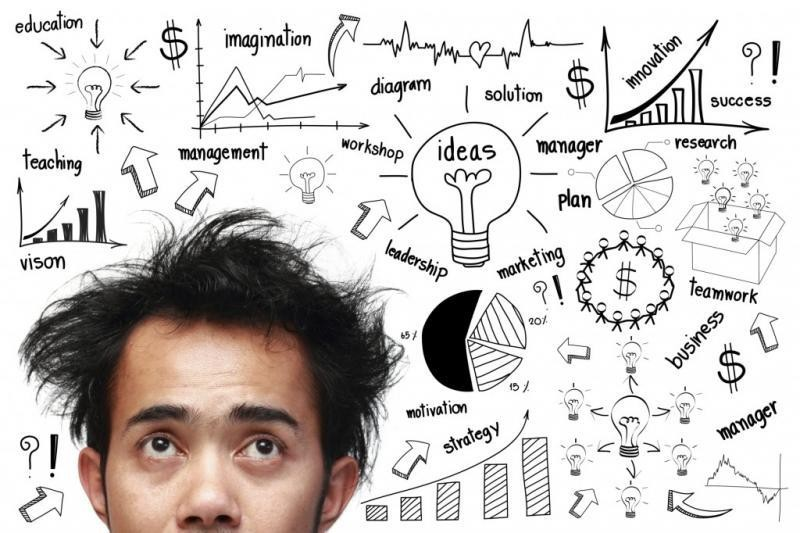 education
$
imagination
diagram
solution
$
innovation
? !
success
teaching
management
workshop
ideas
manager
research
plan
vison
leadership
marketing
? !
$
teamwork
65%
20%
15%
business
$
motivation
strategy
manager
? !